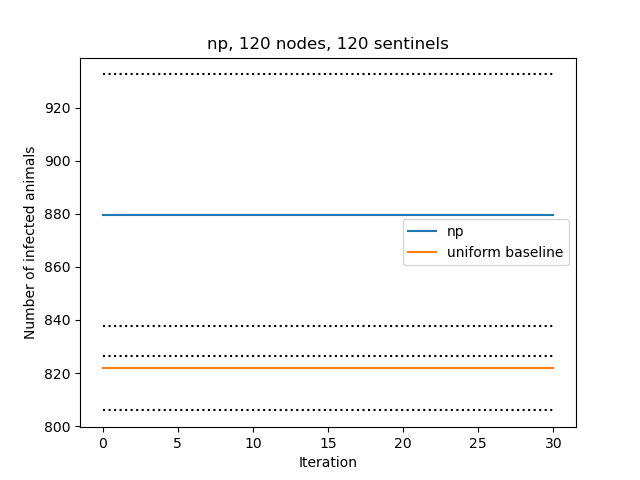 np, 120 nodes, 120 sentinels
Number of infected animals
920
900
880
860
840
820
800
np
uniform baseline
0 5 10 15 20 25 30
Iteration